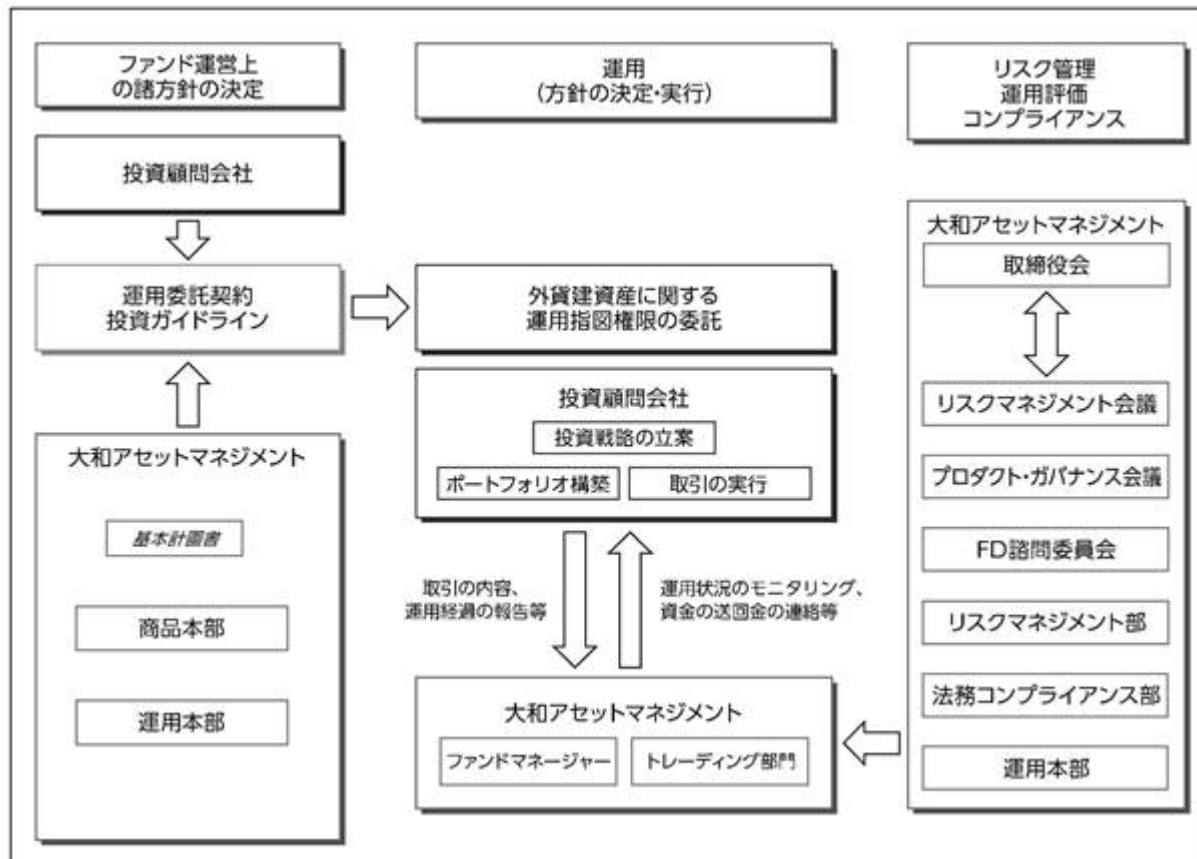 ファンド運営上
の諸方針の決定
運用
(方針の決定・実行)
リスク管理
運用評価
コンプライアンス
投資顧問会社
運用委託契約
投資ガイドライン
外貨建資産に関する
運用指図権限の委託
投資顧問会社
投資戦略の立案
ポートフォリオ構築
取引の実行
大和アセットマネジメント
基本計画書
商品本部
運用本部
取引の内容、
運用経過の報告等
運用状況のモニタリング、
資金の送回金の連絡等
大和アセットマネジメント
ファンドマネージャー
トレーディング部門
大和アセットマネジメント
取締役会
リスクマネジメント会議
プロダクト・ガバナンス会議
FD諮問委員会
リスクマネジメント部
法務コンプライアンス部
運用本部